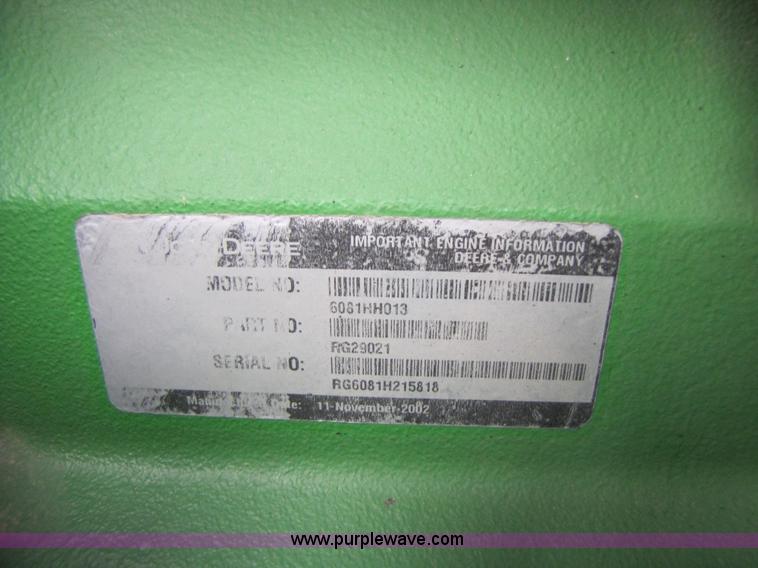 DEERE
IMPORTANT ENGINE INFORMATION
DEERE & COMPANY
MODEL NO:
6081HH013
PART NO:
RG29021
SERIAL NO:
RG6081H215818
Date: 11-November-2002
www.purplewave.com